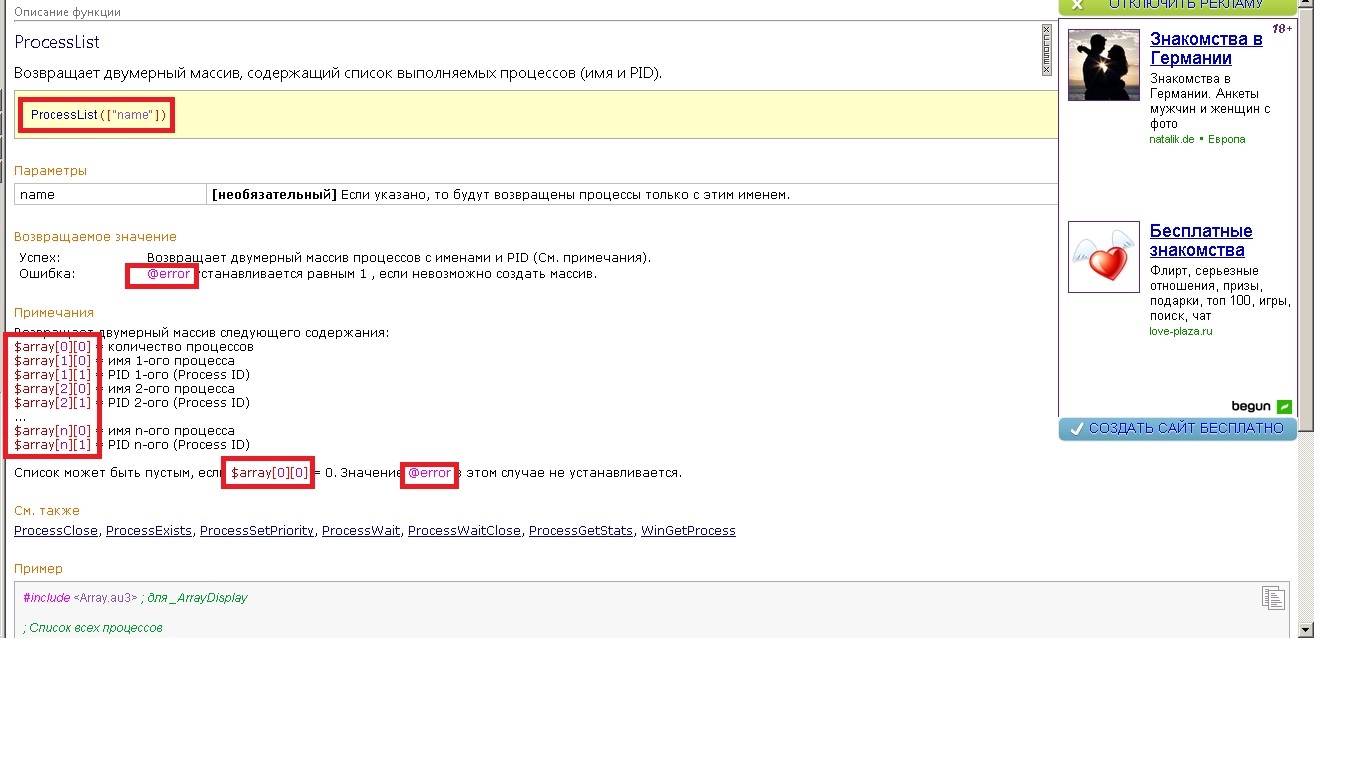 Описание функции
ProcessList
Возвращает двумерный массив, содержащий список выполняемых процессов (имя и PID).
ProcessList (["name"])
Параметры
name [необязательный] Если указано, то будут возвращены процессы только с этим именем.
Возвращаемое значение
Успех: Возвращает двумерный массив процессов с именами и PID (См. примечания).
Ошибка: @error устанавливается равным 1 , если невозможно создать массив.
Примечания
Возвращает двумерный массив следующего содержания:
$array[0][0] = количество процессов
$array[1][0] = имя 1-ого процесса
$array[1][1] = PID 1-ого (Process ID)
$array[2][0] = имя 2-ого процесса
$array[2][1] = PID 2-ого (Process ID)
...
$array[n][0] = имя n-ого процесса
$array[n][1] = PID n-ого (Process ID)
Список может быть пустым, если $array[0][0] = 0. Значение @error в этом случае не устанавливается.
См. также
ProcessClose, ProcessExists, ProcessSetPriority, ProcessWait, ProcessWaitClose, ProcessGetStats, WinGetProcess
Пример
#include <Array.au3> ; для _ArrayDisplay
; Список всех процессов
ОТКЛЮЧИТЬ РЕКЛАМУ
18+
Знакомства в
Германии
Знакомства в
Германии. Анкеты
мужчин и женщин с
фото
natalik.de • Европа
Бесплатные
знакомства
Флирт, серьезные
отношения, призы,
подарки, топ 100, игры,
поиск, чат
love-plaza.ru
begun
СОЗДАТЬ САЙТ БЕСПЛАТНО